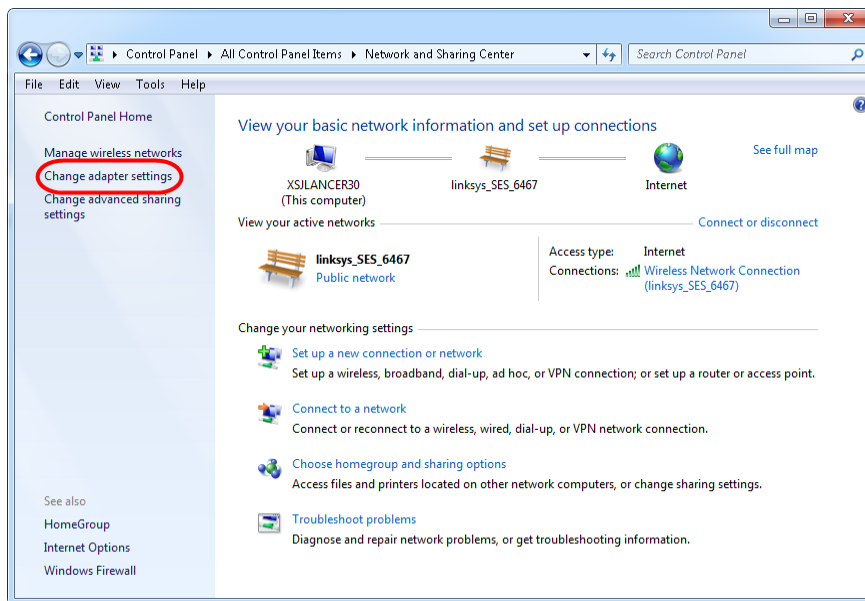 Control Panel ▸ All Control Panel Items ▸ Network and Sharing Center
Search Control Panel
File Edit View Tools Help
Control Panel Home
Manage wireless networks
Change adapter settings
Change advanced sharing
settings
See also
HomeGroup
Internet Options
Windows Firewall
View your basic network information and set up connections
See full map
XSJLANCER30
(This computer)
linksys_SES_6467
Internet
View your active networks
Connect or disconnect
linksys_SES_6467
Public network
Access type: Internet
Connections: Wireless Network Connection
(linksys_SES_6467)
Change your networking settings
Set up a new connection or network
Set up a wireless, broadband, dial-up, ad hoc, or VPN connection; or set up a router or access point.
Connect to a network
Connect or reconnect to a wireless, wired, dial-up, or VPN network connection.
Choose homegroup and sharing options
Access files and printers located on other network computers, or change sharing settings.
Troubleshoot problems
Diagnose and repair network problems, or get troubleshooting information.